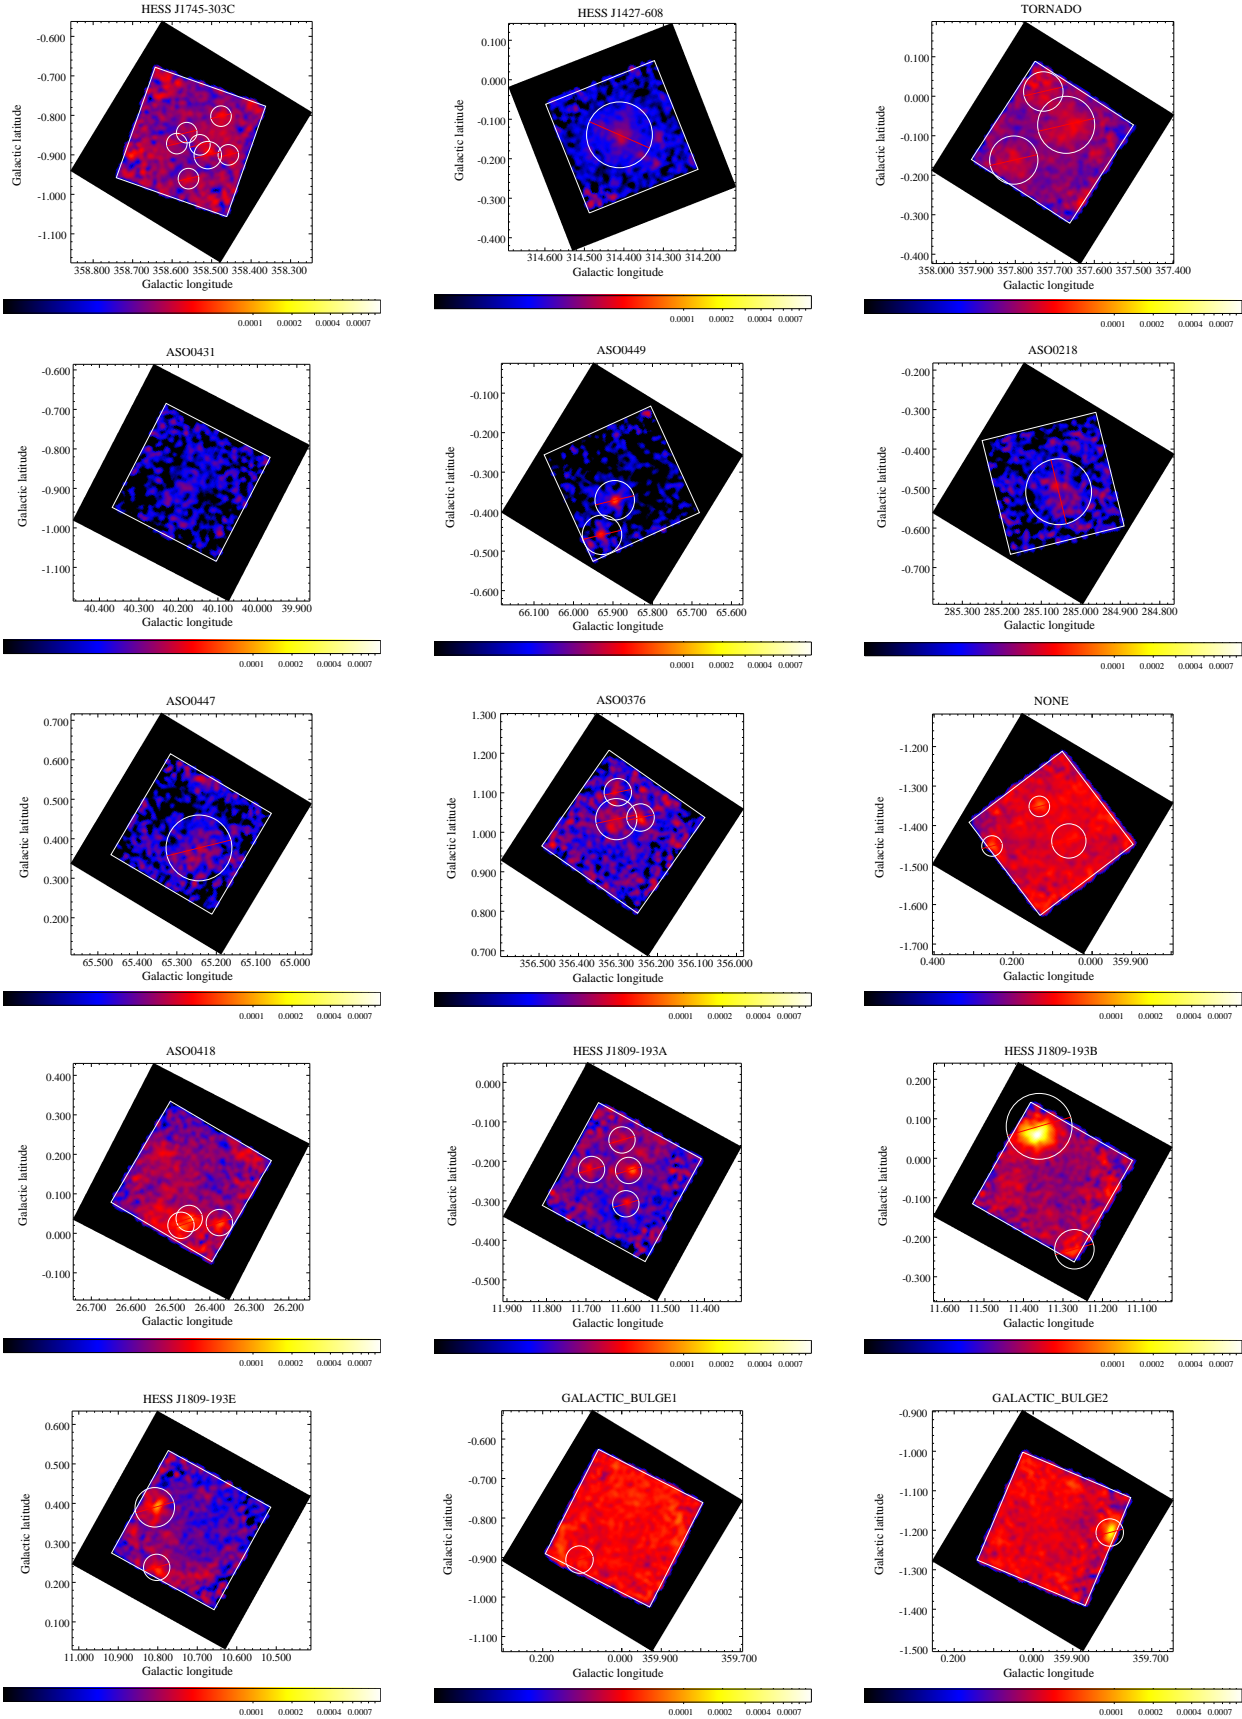 HESS J1745-303C
HESS J1427-608
TORNADO
-0.600
-0.700
-0.800
-0.900
-1.000
-1.100
Galactic latitude
358.800 358.700 358.600 358.500 358.400 358.300
Galactic longitude
0.0001 0.0002 0.0004 0.0007
0.100
0.000
-0.100
-0.200
-0.300
-0.400
Galactic latitude
314.600 314.500 314.400 314.300 314.200
Galactic longitude
0.0001 0.0002 0.0004 0.0007
0.100
0.000
-0.100
-0.200
-0.300
-0.400
Galactic latitude
358.000 357.900 357.800 357.700 357.600 357.500 357.400
Galactic longitude
0.0001 0.0002 0.0004 0.0007
ASO0431
ASO0449
ASO0218
-0.600
-0.700
-0.800
-0.900
-1.000
-1.100
Galactic latitude
40.400 40.300 40.200 40.100 40.000 39.900
Galactic longitude
0.0001 0.0002 0.0004 0.0007
-0.100
-0.200
-0.300
-0.400
-0.500
-0.600
Galactic latitude
66.100 66.000 65.900 65.800 65.700 65.600
Galactic longitude
0.0001 0.0002 0.0004 0.0007
-0.200
-0.300
-0.400
-0.500
-0.600
-0.700
Galactic latitude
285.300 285.200 285.100 285.000 284.900 284.800
Galactic longitude
0.0001 0.0002 0.0004 0.0007
ASO0447
ASO0376
NONE
0.700
0.600
0.500
0.400
0.300
0.200
Galactic latitude
65.500 65.400 65.300 65.200 65.100 65.000
Galactic longitude
0.0001 0.0002 0.0004 0.0007
1.300
1.200
1.100
1.000
0.900
0.800
0.700
Galactic latitude
356.500 356.400 356.300 356.200 356.100 356.000
Galactic longitude
0.0001 0.0002 0.0004 0.0007
-1.200
-1.300
-1.400
-1.500
-1.600
-1.700
Galactic latitude
0.400 0.200 0.000 359.900
Galactic longitude
0.0001 0.0002 0.0004 0.0007
ASO0418
HESS J1809-193A
HESS J1809-193B
0.400
0.300
0.200
0.100
0.000
-0.100
Galactic latitude
26.700 26.600 26.500 26.400 26.300 26.200
Galactic longitude
0.0001 0.0002 0.0004 0.0007
0.000
-0.100
-0.200
-0.300
-0.400
-0.500
Galactic latitude
11.900 11.800 11.700 11.600 11.500 11.400
Galactic longitude
0.0001 0.0002 0.0004 0.0007
0.200
0.100
0.000
-0.100
-0.200
-0.300
Galactic latitude
11.600 11.500 11.400 11.300 11.200 11.100
Galactic longitude
0.0001 0.0002 0.0004 0.0007
HESS J1809-193E
GALACTIC_BULGE1
GALACTIC_BULGE2
0.600
0.500
0.400
0.300
0.200
0.100
Galactic latitude
11.000 10.900 10.800 10.700 10.600 10.500
Galactic longitude
0.0001 0.0002 0.0004 0.0007
-0.600
-0.700
-0.800
-0.900
-1.000
-1.100
Galactic latitude
0.200 0.000 359.900 359.700
Galactic longitude
0.0001 0.0002 0.0004 0.0007
-0.900
-1.000
-1.100
-1.200
-1.300
-1.400
-1.500
Galactic latitude
0.200 0.000 359.900 359.700
Galactic longitude
0.0001 0.0002 0.0004 0.0007